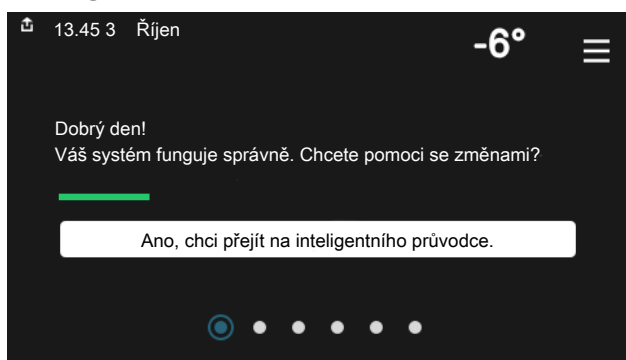 13.45 3 Říjen
-6°
Dobrý den!
Váš systém funguje správně. Chcete pomoci se změnami?
Ano, chci přejít na inteligentního průvodce.